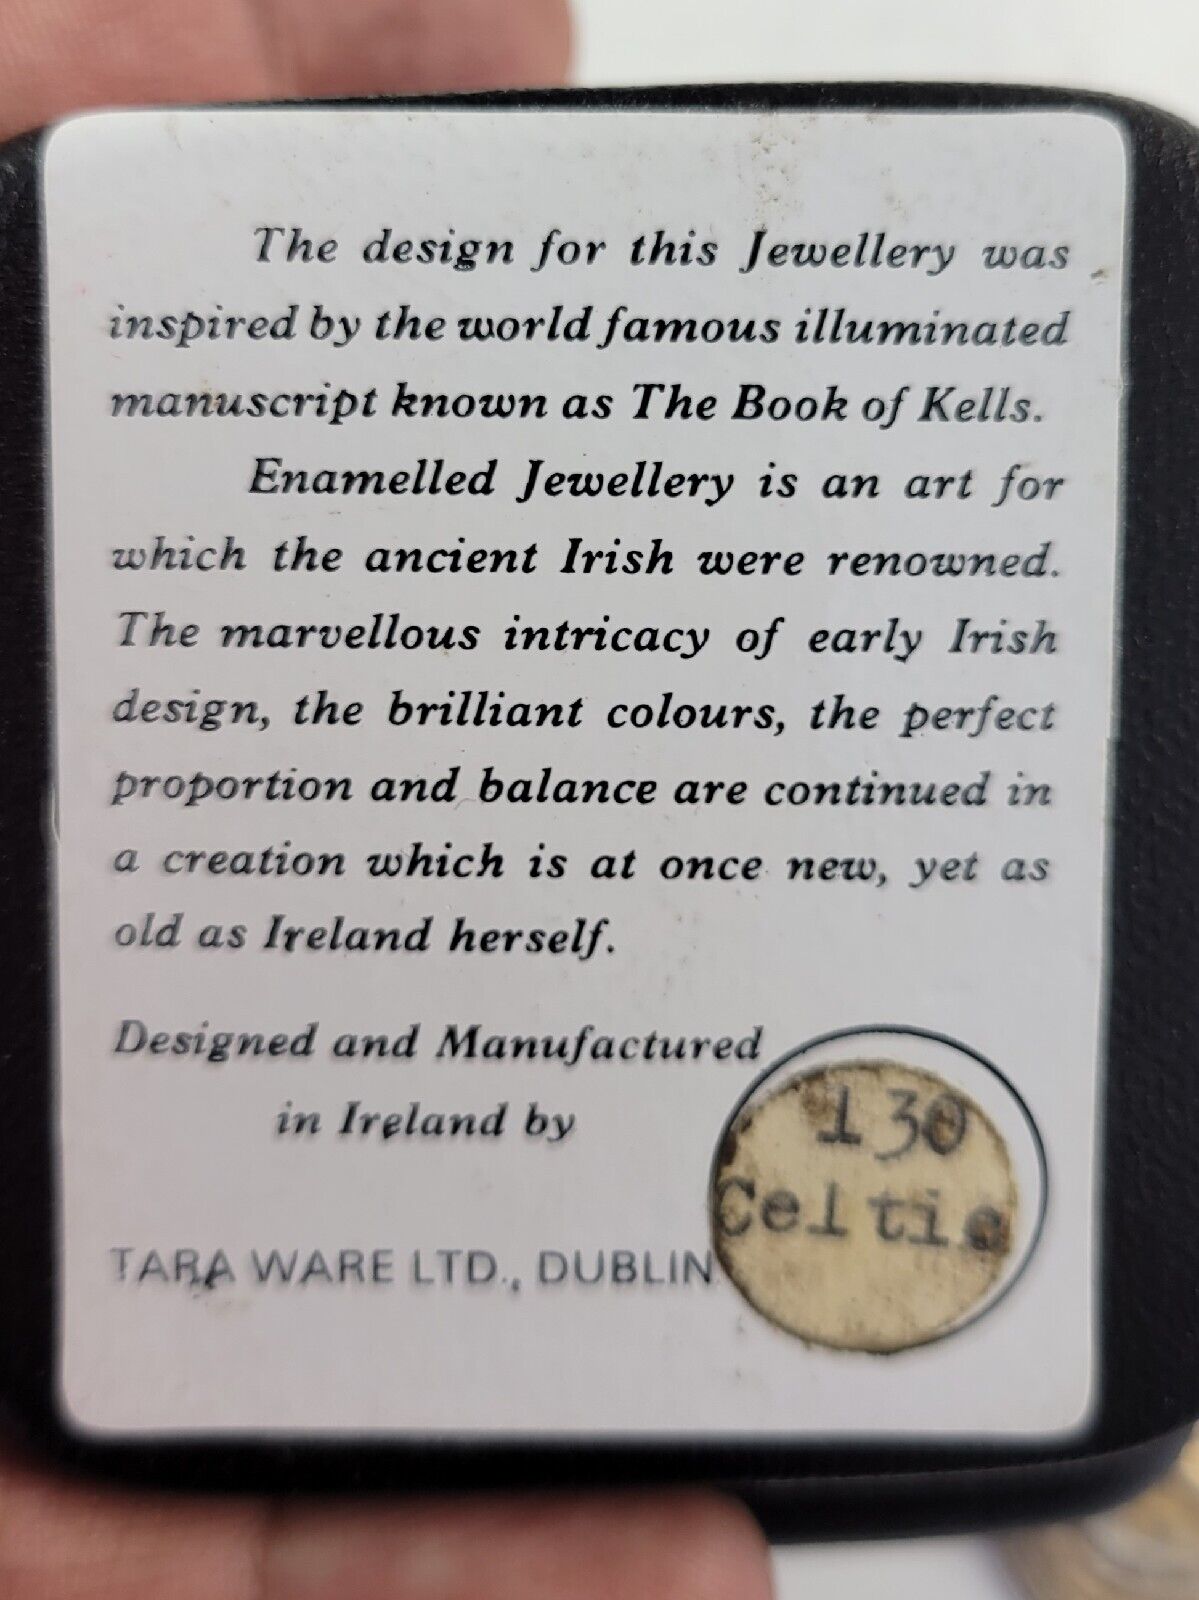 The design for this Jewellery was
inspired by the world famous illuminated
manuscript known as The Book of Kells.
Enamelled Jewellery is an art for
which the ancient Irish were renowned.
The marvellous intricacy of early Irish
design, the brilliant colours, the perfect
proportion and balance are continued in
a creation which is at once new, yet as
old as Ireland herself.
Designed and Manufactured
in Ireland by
TARA WARE LTD., DUBLIN
130
Celtic